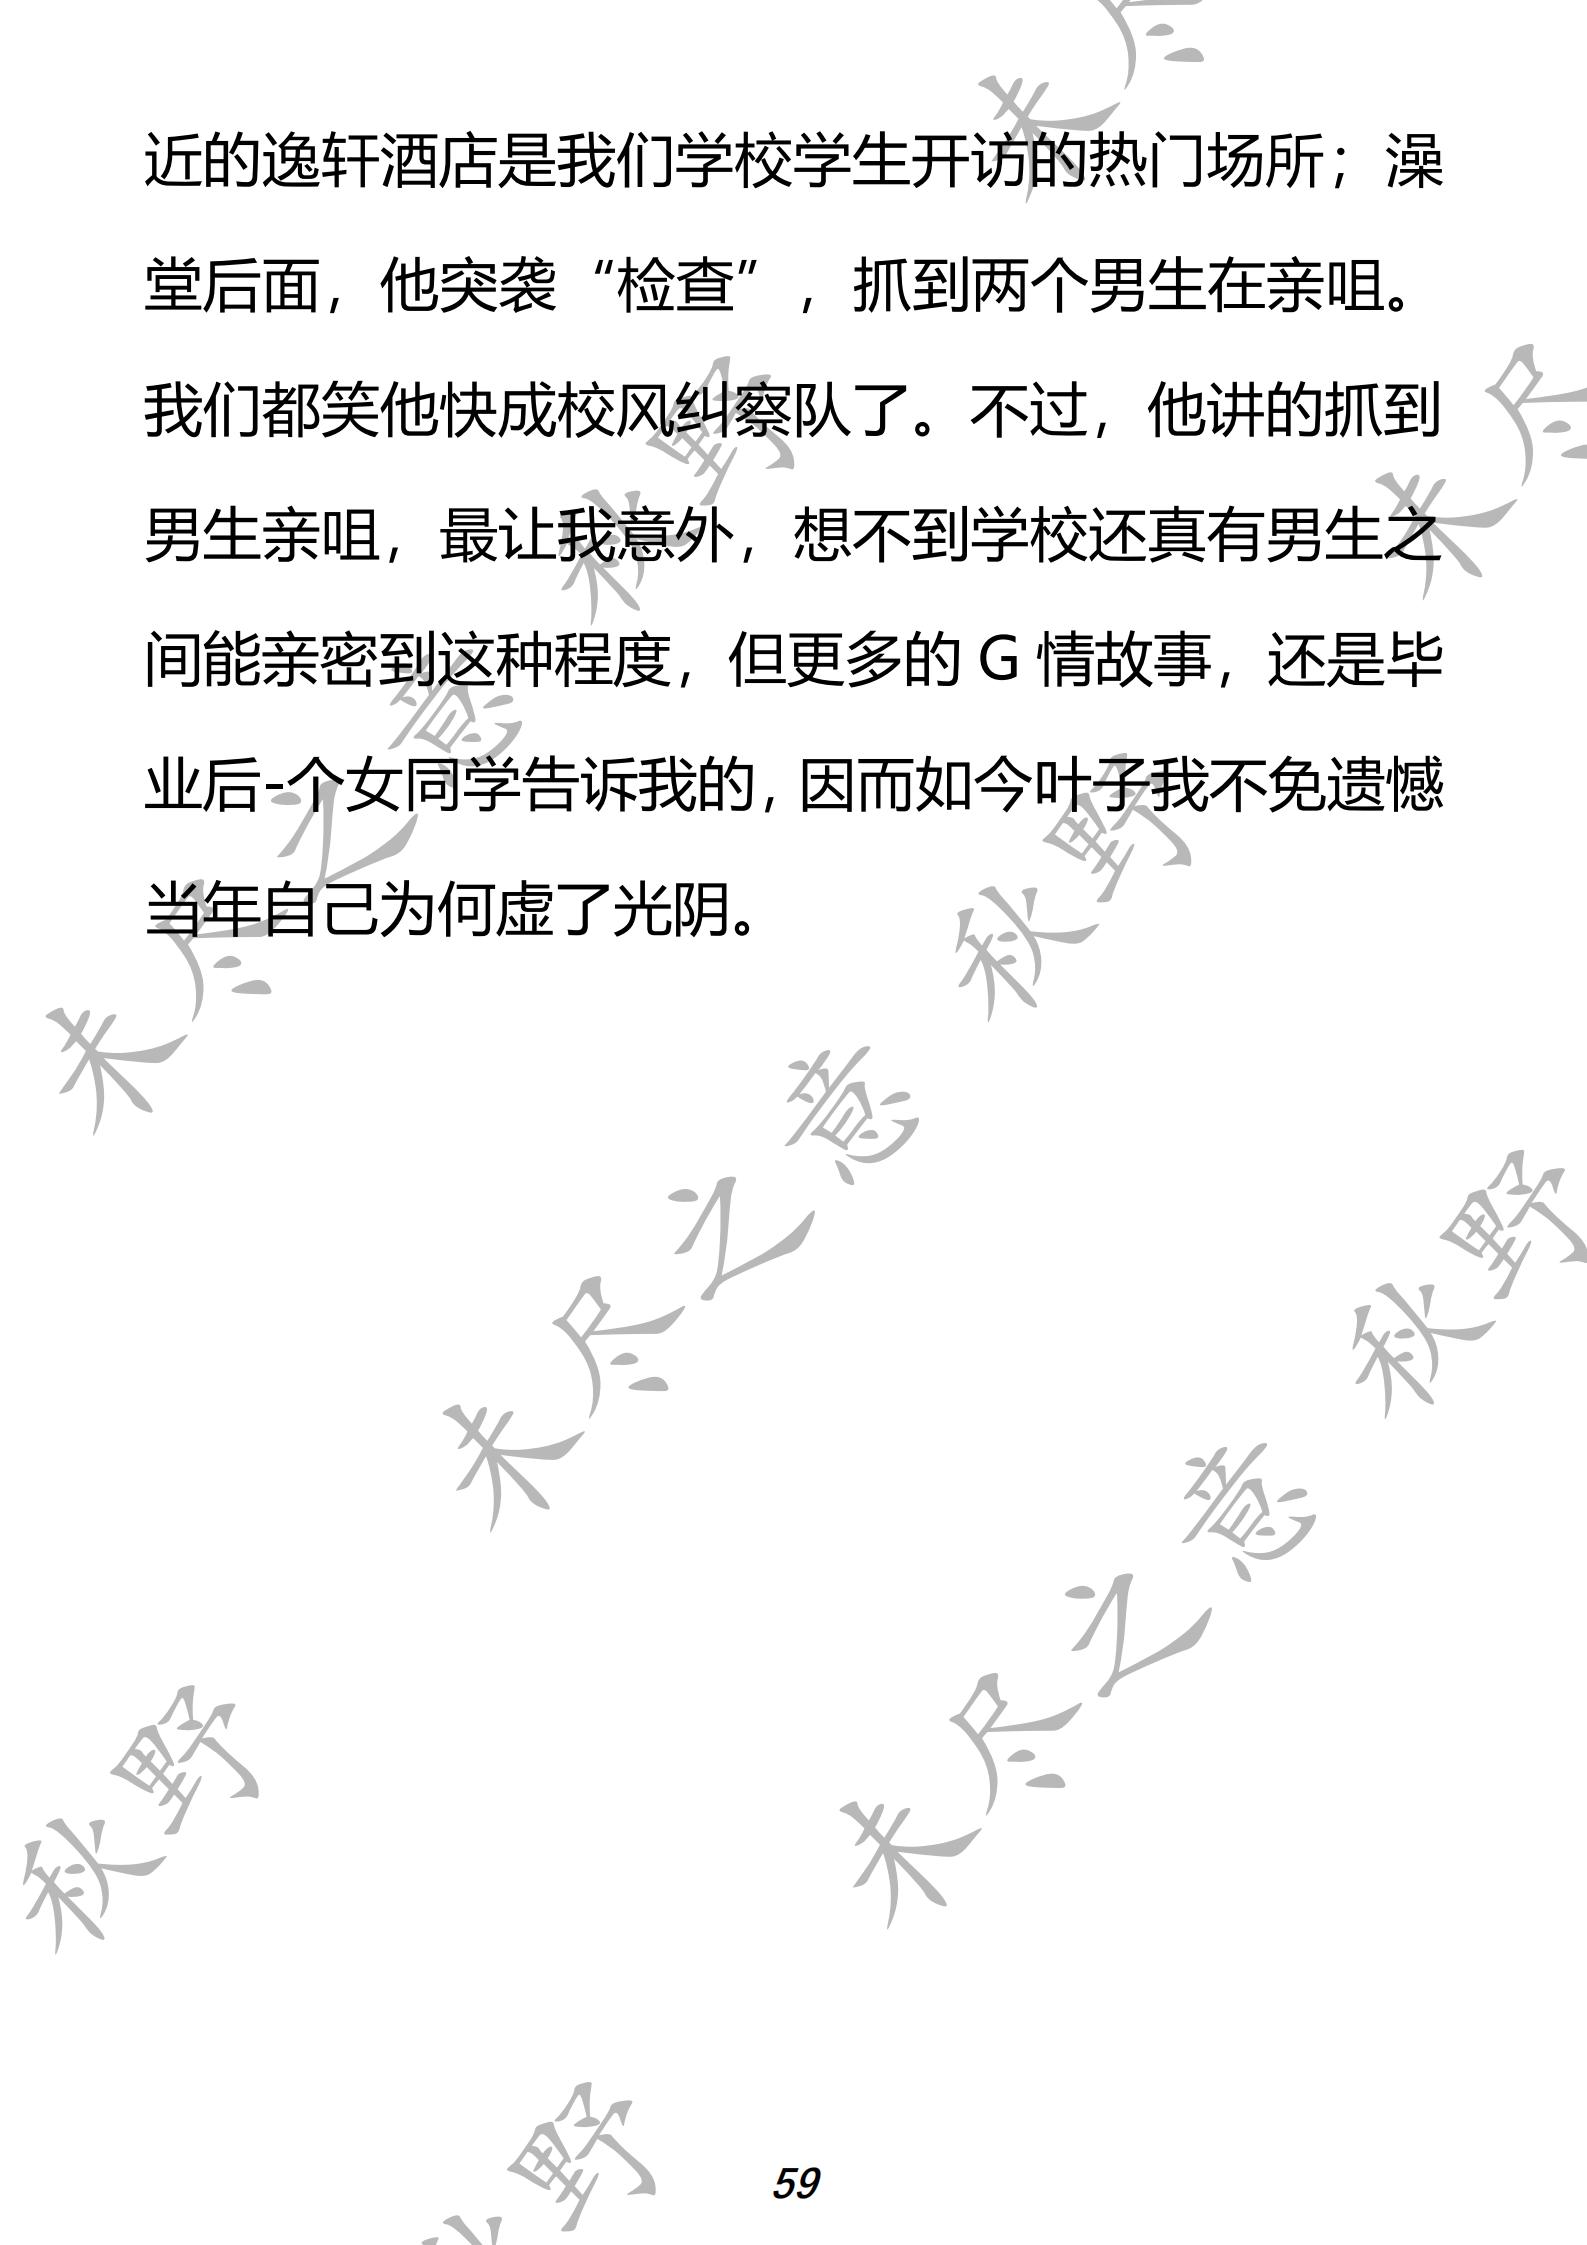 近的逸轩酒店是我们学校学生开访的热门场所；澡
堂后面，他突袭“检查”，抓到两个男生在亲咀。
我们都笑他快成校风纠察队了。不过，他讲的抓到
男生亲咀，最让我意外，想不到学校还真有男生之
间能亲密到这种程度，但更多的 G 情故事，还是毕
业后-个女同学告诉我的，因而如今叶子我不免遗憾
当年自己为何虚了光阴。
未尽之意 秋野
未尽之意 秋野
未尽之意 秋野
秋野
秋野
未尽
未尽
59